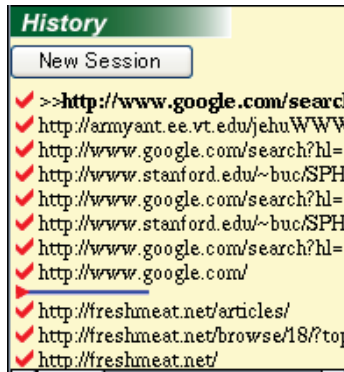 History
New Session
>>http://www.google.com/search
http://armyant.ee.vt.edu/jehuWWW
http://www.google.com/search?hl=
http://www.stanford.edu/~buc/SPH
http://www.google.com/search?hl=
http://www.stanford.edu/~buc/SPH
http://www.google.com/search?hl=
http://www.google.com/
http://freshmeat.net/articles/
http://freshmeat.net/browse/18/?top
http://freshmeat.net/